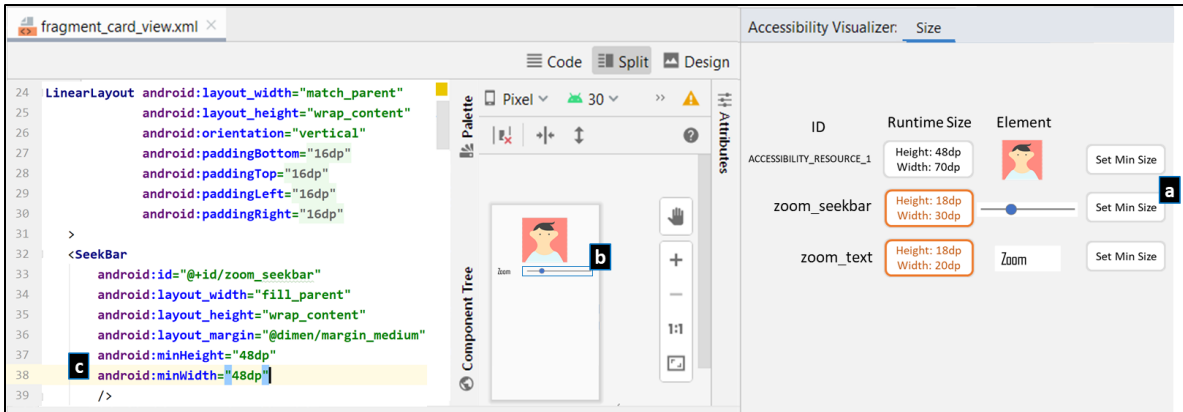 fragment_card_view.xml
Accessibility Visualizer: Size
Code Split Design
24 LinearLayout android:layout_width="match_parent"
25 android:layout_height="wrap_content"
26 android:orientation="vertical"
27 android:paddingBottom="16dp"
28 android:paddingTop="16dp"
29 android:paddingLeft="16dp"
30 android:paddingRight="16dp"
31 >
32 <SeekBar
33 android:id="@+id/zoom_seekbar"
34 android:layout_width="fill_parent"
35 android:layout_height="wrap_content"
36 android:layout_margin="@dimen/margin_medium"
37 android:minHeight="48dp"
c
38 android:minWidth="48dp"
39 />
Palette
Component Tree
Pixel 30 >>
Attributes
Zoom
b
1:1
ID Runtime Size Element
ACCESSIBILITY_RESOURCE_1
Height: 48dp
Width: 70dp
Set Min Size
a
zoom_seekbar
Height: 18dp
Width: 30dp
Set Min Size
zoom_text
Height: 18dp
Width: 20dp
Zoom
Set Min Size